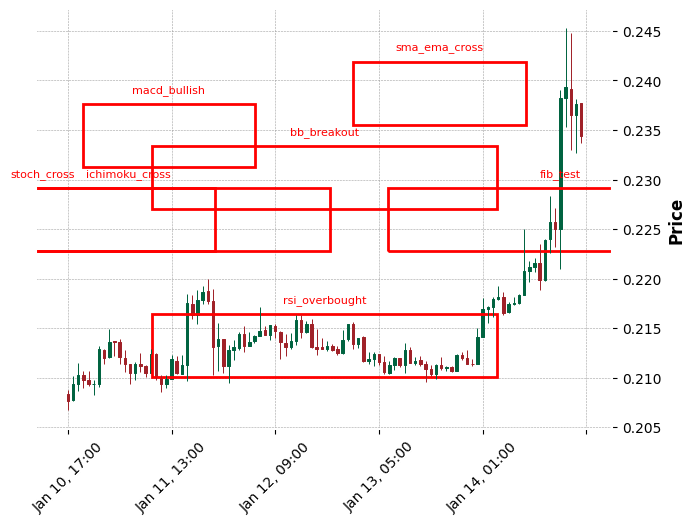 sma_ema_cross
macd_bullish
bb_breakout
stoch_cross
ichimoku_cross
fib_test
rsi_overbought
0.245
0.240
0.235
0.230
0.225
0.220
0.215
0.210
0.205
Price
Jan 10, 17:00
Jan 11, 13:00
Jan 12, 09:00
Jan 13, 05:00
Jan 14, 01:00